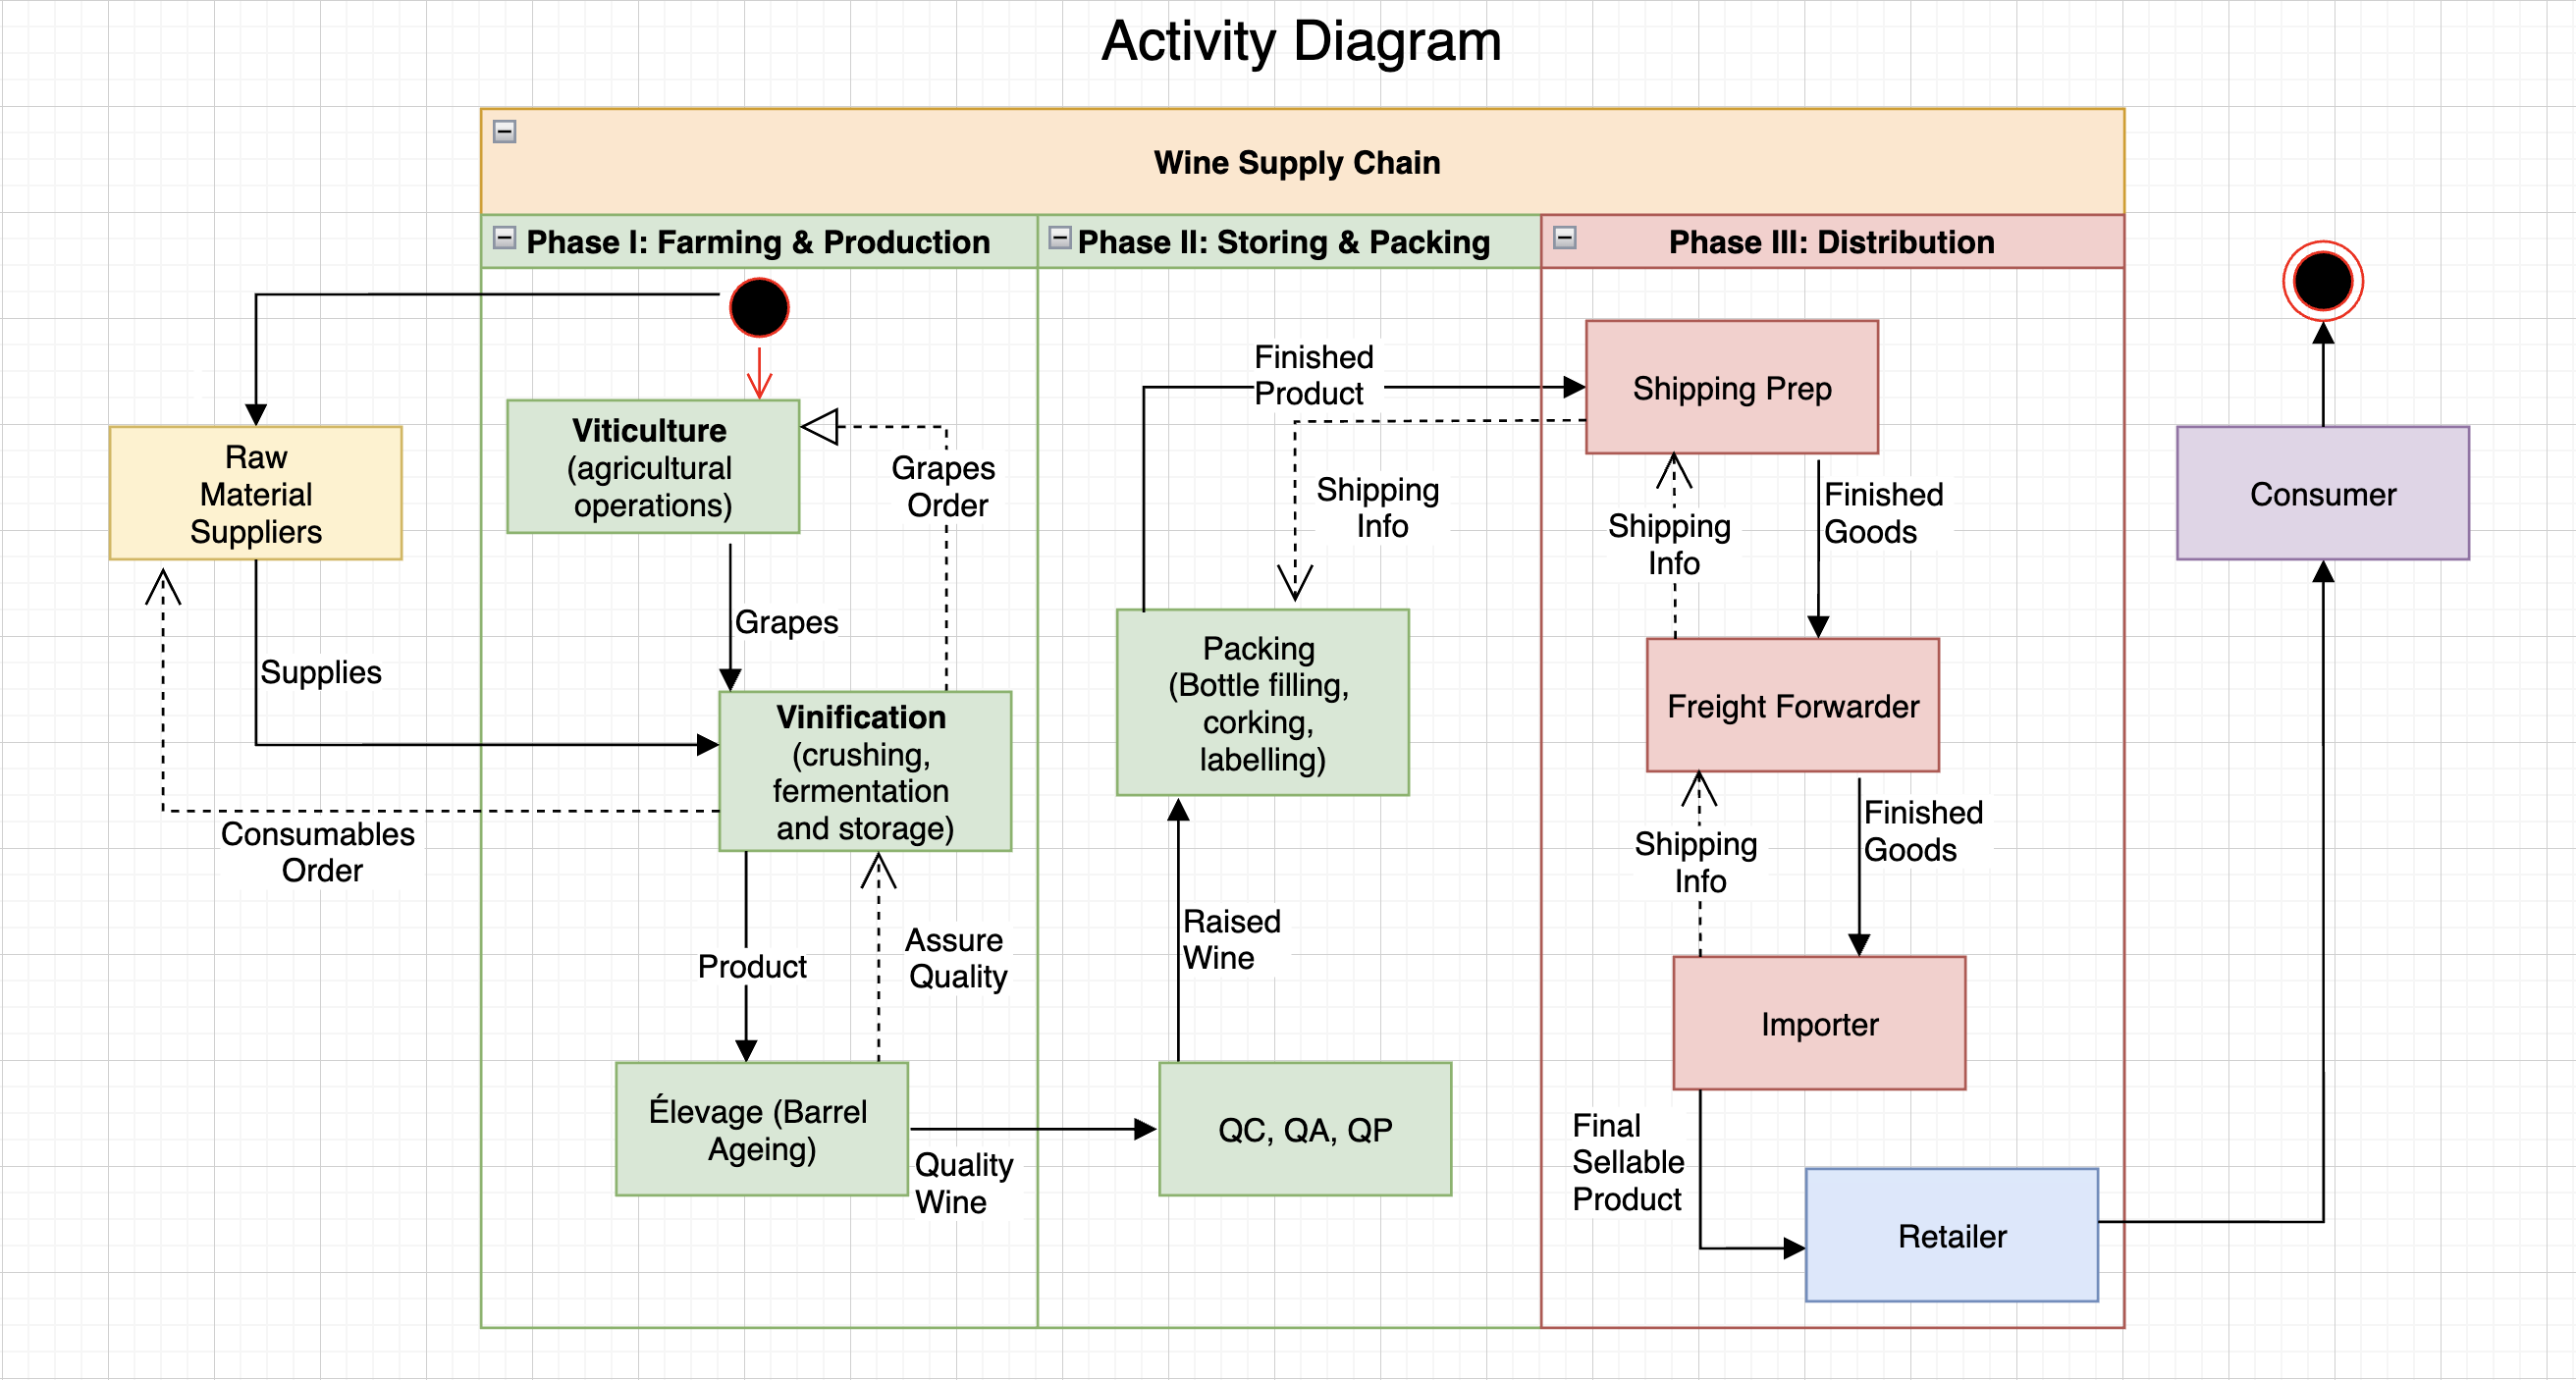 Activity Diagram
Wine Supply Chain
Phase I: Farming & Production
Phase II: Storing & Packing
Phase III: Distribution
Raw
Material
Suppliers
Supplies
Consumables
Order
Viticulture
(agricultural
operations)
Grapes
Order
Grapes
Vinification
(crushing,
fermentation
and storage)
Product
Assure
Quality
Élevage (Barrel
Ageing)
Quality
Wine
Finished
Product
Shipping
Info
Packing
(Bottle filling,
corking,
labelling)
Raised
Wine
QC, QA, QP
Shipping Prep
Shipping
Info
Finished
Goods
Freight Forwarder
Shipping
Info
Finished
Goods
Importer
Final
Sellable
Product
Retailer
Consumer